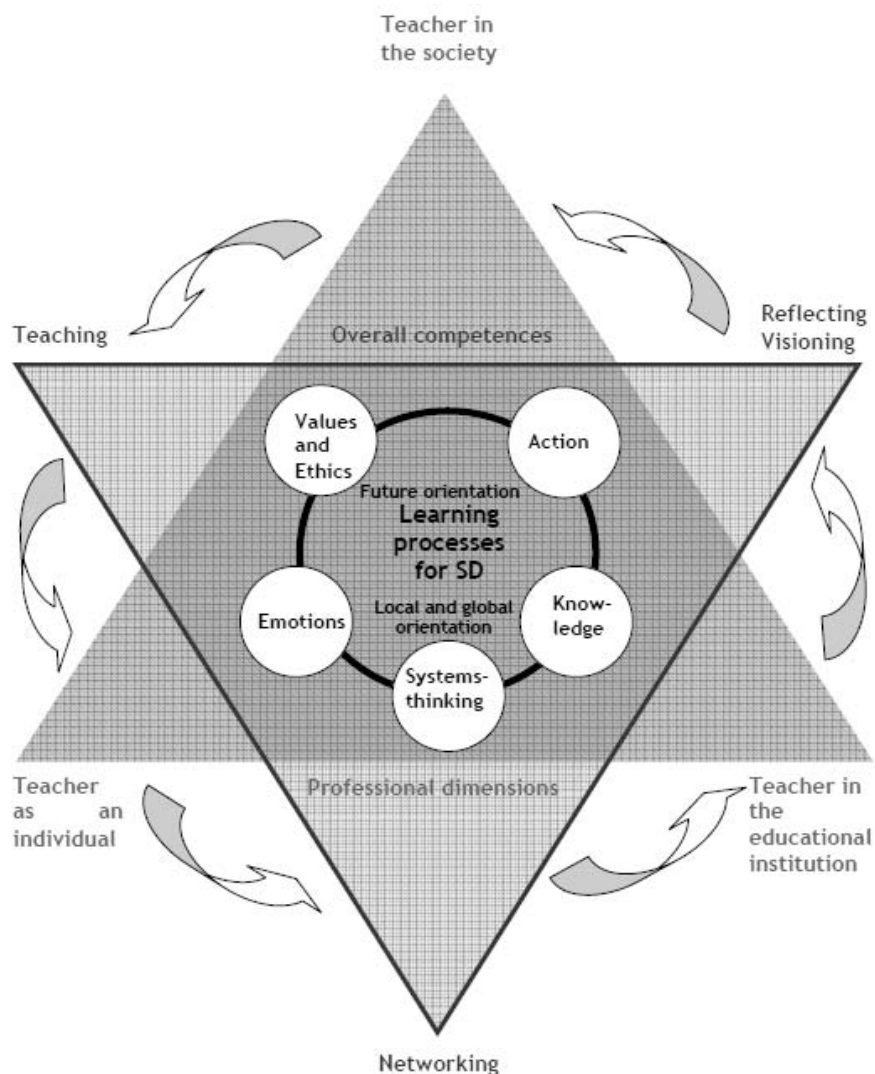 Teacher in
the society
Teaching
Overall competences
Reflecting
Visioning
Values
and
Ethics
Action
Future orientation
Learning
processes
for SD
Emotions
Local and global
orientation
Know-
ledge
Systems-
thinking
Teacher
as an
individual
Professional dimensions
Teacher in
the
educational
institution
Networking